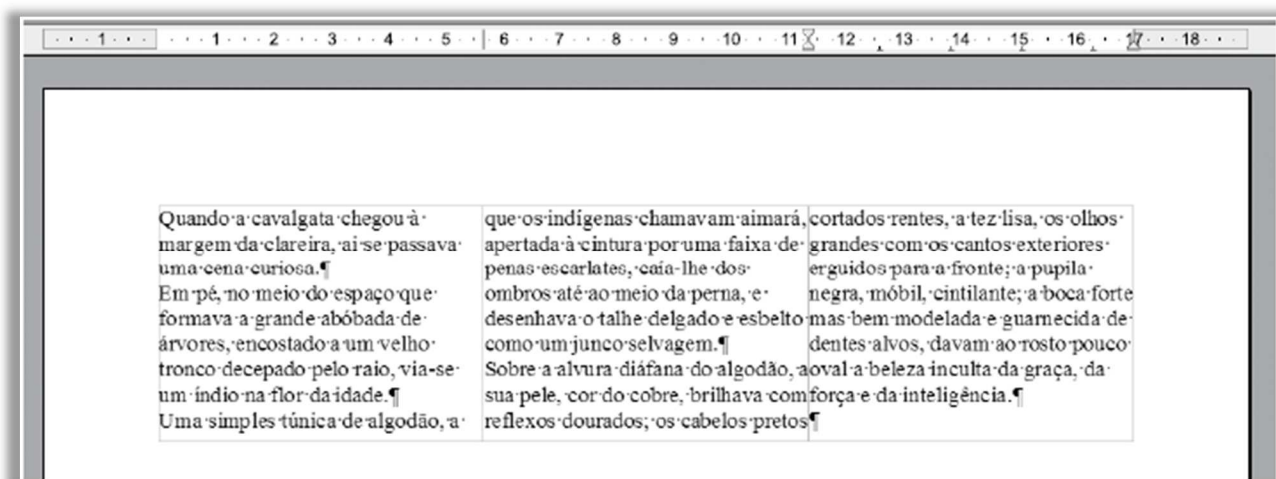 1 1 2 3 4 5 6 7 8 9 10 11 12 13 14 15 16 17 18
Quando·a·cavalgata·chegou·à·
margem·da·clareira,·ai·se·passava·
uma·cena·curiosa.¶
Em·pé,·no·meio·do·espaço·que·
formava·a·grande·abóbada·de·
árvores,·encostado·a·um·velho·
tronco·decepado·pelo·raio,·via-se·
um·índio·na·flor·da·idade.¶
Uma·simples·túnica·de·algodão,·a·
que·os·indígenas·chamavam·aimará,
apertada·à·cintura·por·uma·faixa·de·
penas·escarlates,·caía-lhe·dos·
ombros·até·ao·meio·da·perna,·e·
desenhava·o·talhe·delgado·e·esbelto·
como·um·junco·selvagem.¶
Sobre·a·alvura·diáfana·do·algodão,·a
sua·pele,·cor·do·cobre,·brilhava·com
reflexos·dourados;·os·cabelos·pretos
cortados·rentes,·a·tez·lisa,·os·olhos·
grandes·com·os·cantos·exteriores·
erguidos·para·a·fronte;·a·pupila·
negra,·móbil,·cintilante;·a·boca·forte
mas·bem·modelada·e·guarnecida·de·
dentes·alvos,·davam·ao·rosto·pouco·
oval·a·beleza·inculta·da·graça,·da·
força·e·da·inteligência.¶
¶